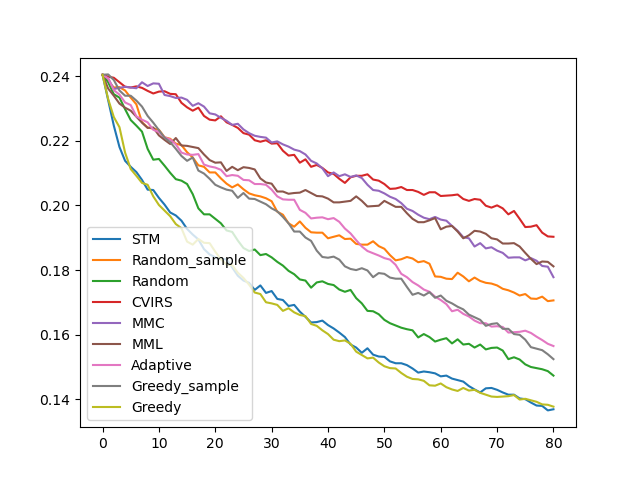 0.24
0.22
0.20
0.18
0.16
0.14
STM
Random_sample
Random
CVIRS
MMC
MML
Adaptive
Greedy_sample
Greedy
0 10 20 30 40 50 60 70 80